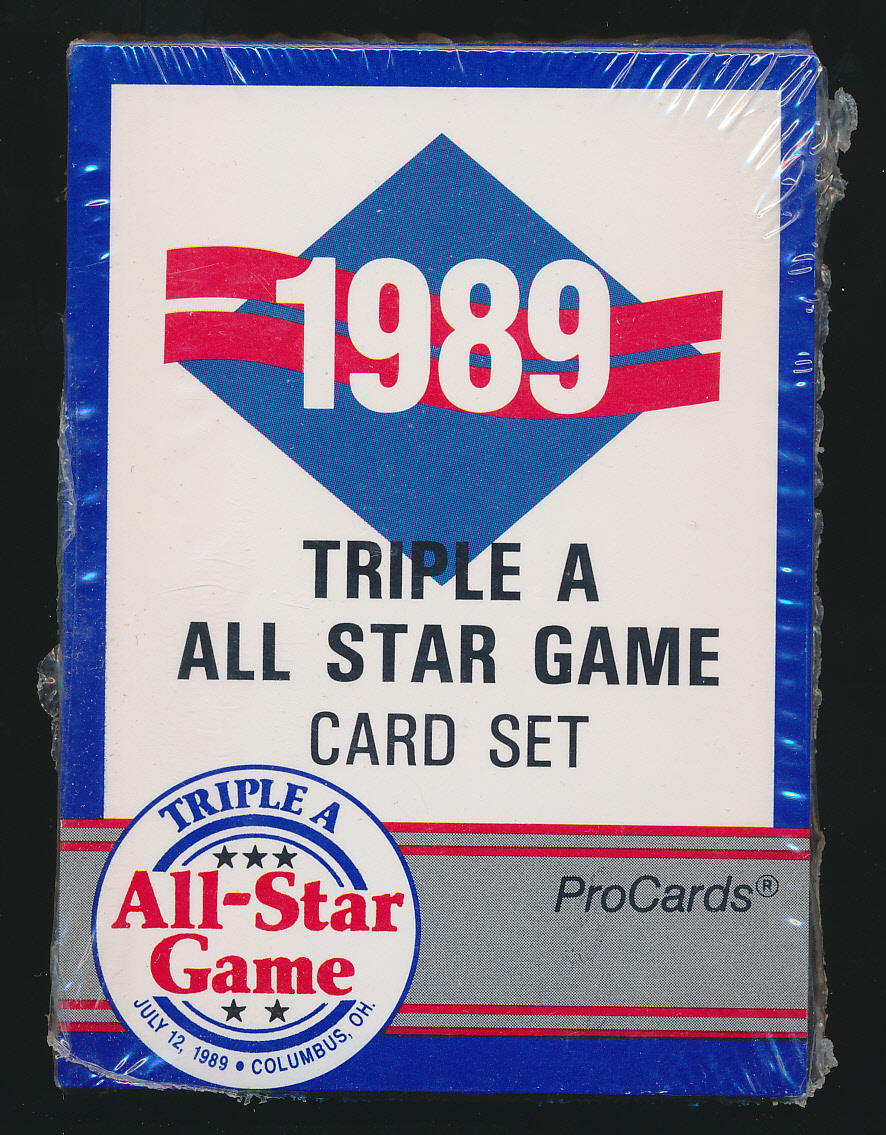 1989
TRIPLE A
ALL STAR GAME
CARD SET
TRIPLE A
All-Star
Game
JULY 12, 1989 • COLUMBUS, OH.
ProCards®